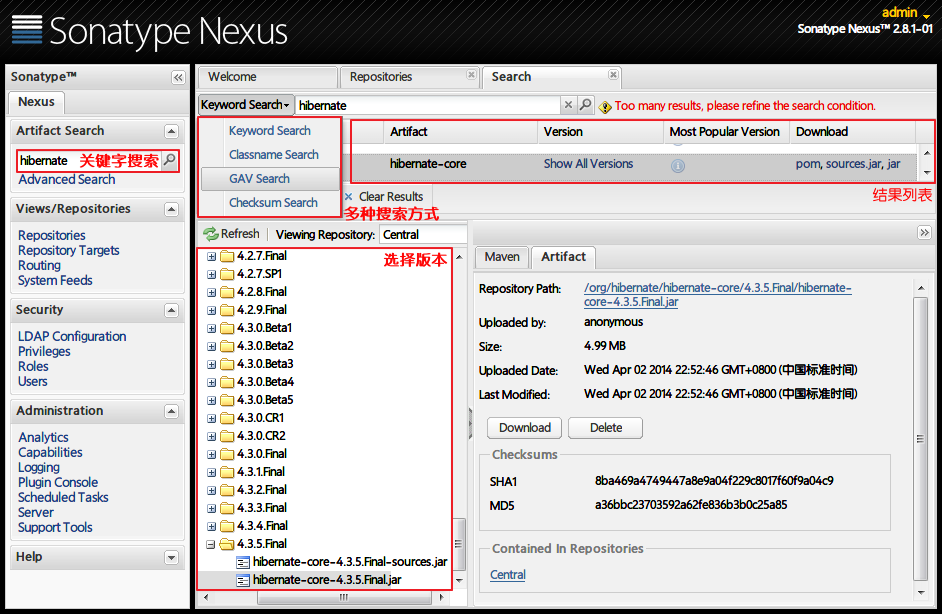 Sonatype Nexus
admin
Sonatype Nexus™ 2.8.1-01
Sonatype™
Nexus
Artifact Search
hibernate 关键字搜索
Advanced Search
Views/Repositories
Repositories
Repository Targets
Routing
System Feeds
Security
LDAP Configuration
Privileges
Roles
Users
Administration
Analytics
Capabilities
Logging
Plugin Console
Scheduled Tasks
Server
Support Tools
Help
Welcome Repositories Search
Keyword Search hibernate Too many results, please refine the search condition.
Keyword Search
Classname Search
GAV Search
Checksum Search
Artifact Version Most Popular Version Download
hibernate-core Show All Versions pom, sources.jar, jar
Clear Results 结果列表
多种搜索方式
Refresh Viewing Repository: Central
选择版本
4.2.7.Final
4.2.7.SP1
4.2.8.Final
4.2.9.Final
4.3.0.Beta1
4.3.0.Beta2
4.3.0.Beta3
4.3.0.Beta4
4.3.0.Beta5
4.3.0.CR1
4.3.0.CR2
4.3.0.Final
4.3.1.Final
4.3.2.Final
4.3.3.Final
4.3.4.Final
4.3.5.Final
hibernate-core-4.3.5.Final-sources.jar
hibernate-core-4.3.5.Final.jar
Maven Artifact
Repository Path: /org/hibernate/hibernate-core/4.3.5.Final/hibernate-
core-4.3.5.Final.jar
Uploaded by: anonymous
Size: 4.99 MB
Uploaded Date: Wed Apr 02 2014 22:52:46 GMT+0800 (中国标准时间)
Last Modified: Wed Apr 02 2014 22:52:46 GMT+0800 (中国标准时间)
Download Delete
Checksums
SHA1 8ba469a4749447a8e9a04f229c8017f60f9a04c9
MD5 a36bbc23703592a62fe836b3b0c25a85
Contained In Repositories
Central